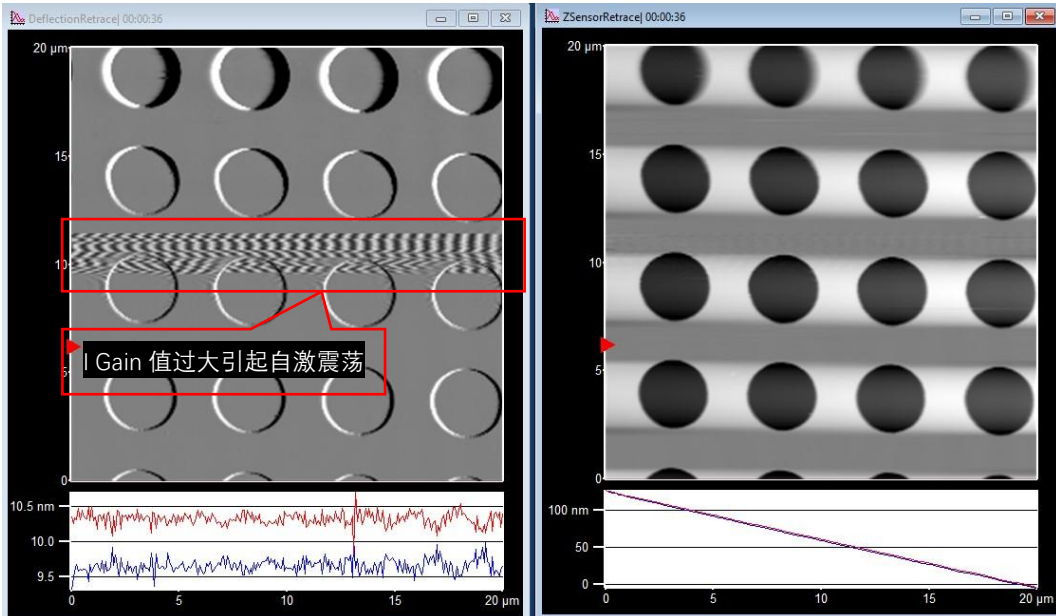 DeflectionRetrace| 00:00:36
20 µm
15
10
5
0
I Gain 值过大引起自激震荡
10.5 nm
10.0
9.5
0 5 10 15 20 µm
ZSensorRetrace| 00:00:36
20 µm
15
10
5
0
100 nm
50
0
0 5 10 15 20 µm